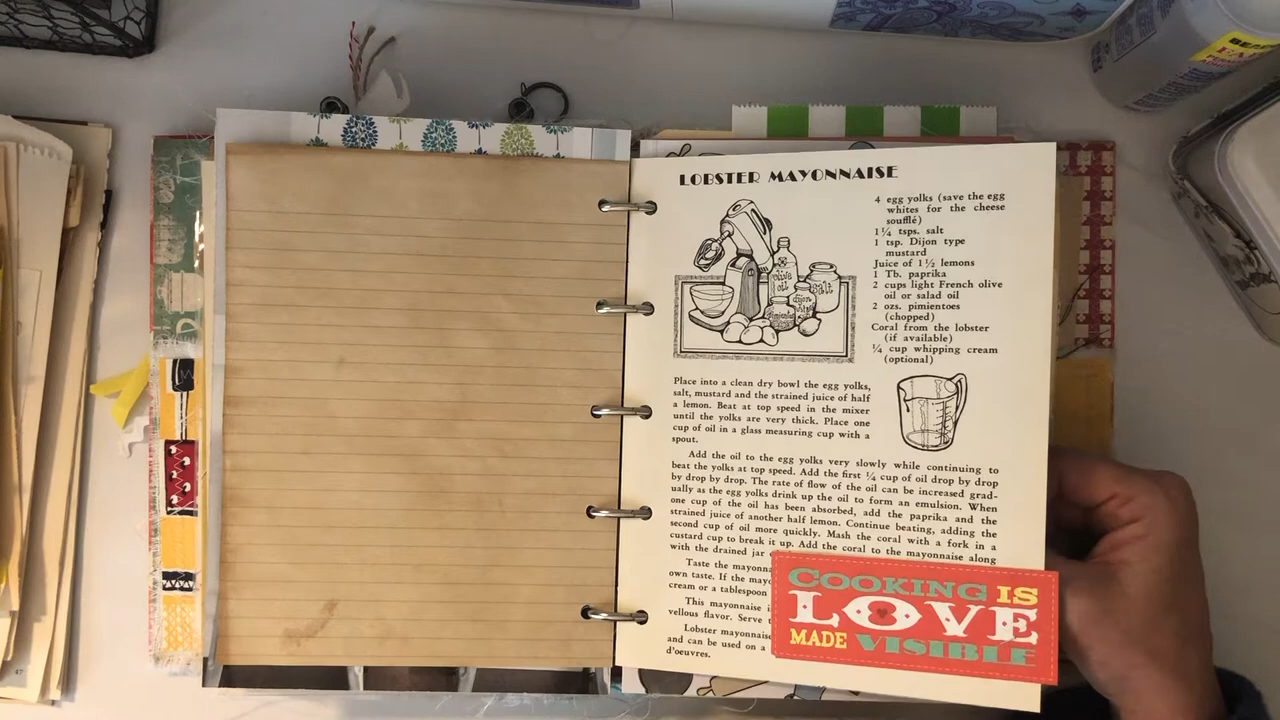 LOBSTER MAYONNAISE
olive
oil
Salt
dijon
4 egg yolks (save the egg
whites for the cheese
soufflé)
1¼ tsps. salt
1 tsp. Dijon type
mustard
Juice of 1½ lemons
1 Tb. paprika
2 cups light French olive
oil or salad oil
2 ozs. pimientoes
(chopped)
Coral from the lobster
(if available)
¼ cup whipping cream
(optional)
Place into a clean dry bowl the egg yolks,
salt, mustard and the strained juice of half
a lemon. Beat at top speed in the mixer
until the yolks are very thick. Place one
cup of oil in a glass measuring cup with a
spout.
Add the oil to the egg yolks very slowly while continuing to
beat the yolks at top speed. Add the first ¼ cup of oil drop by drop
by drop by drop. The rate of flow of the oil can be increased grad-
ually as the egg yolks drink up the oil to form an emulsion. When
one cup of the oil has been absorbed, add the paprika and the
strained juice of another half lemon. Continue beating, adding the
second cup of oil more quickly. Mash the coral with a fork in a
custard cup to break it up. Add the coral to the mayonnaise along
with the drained jar
Taste the mayonna
own taste. If the mayo
cream or a tablespoon
This mayonnaise i
vellous flavor. Serve
Lobster mayonnaise
and can be used on a
d'oeuvres.
COOKING IS
LOVE
MADE VISIBLE
47